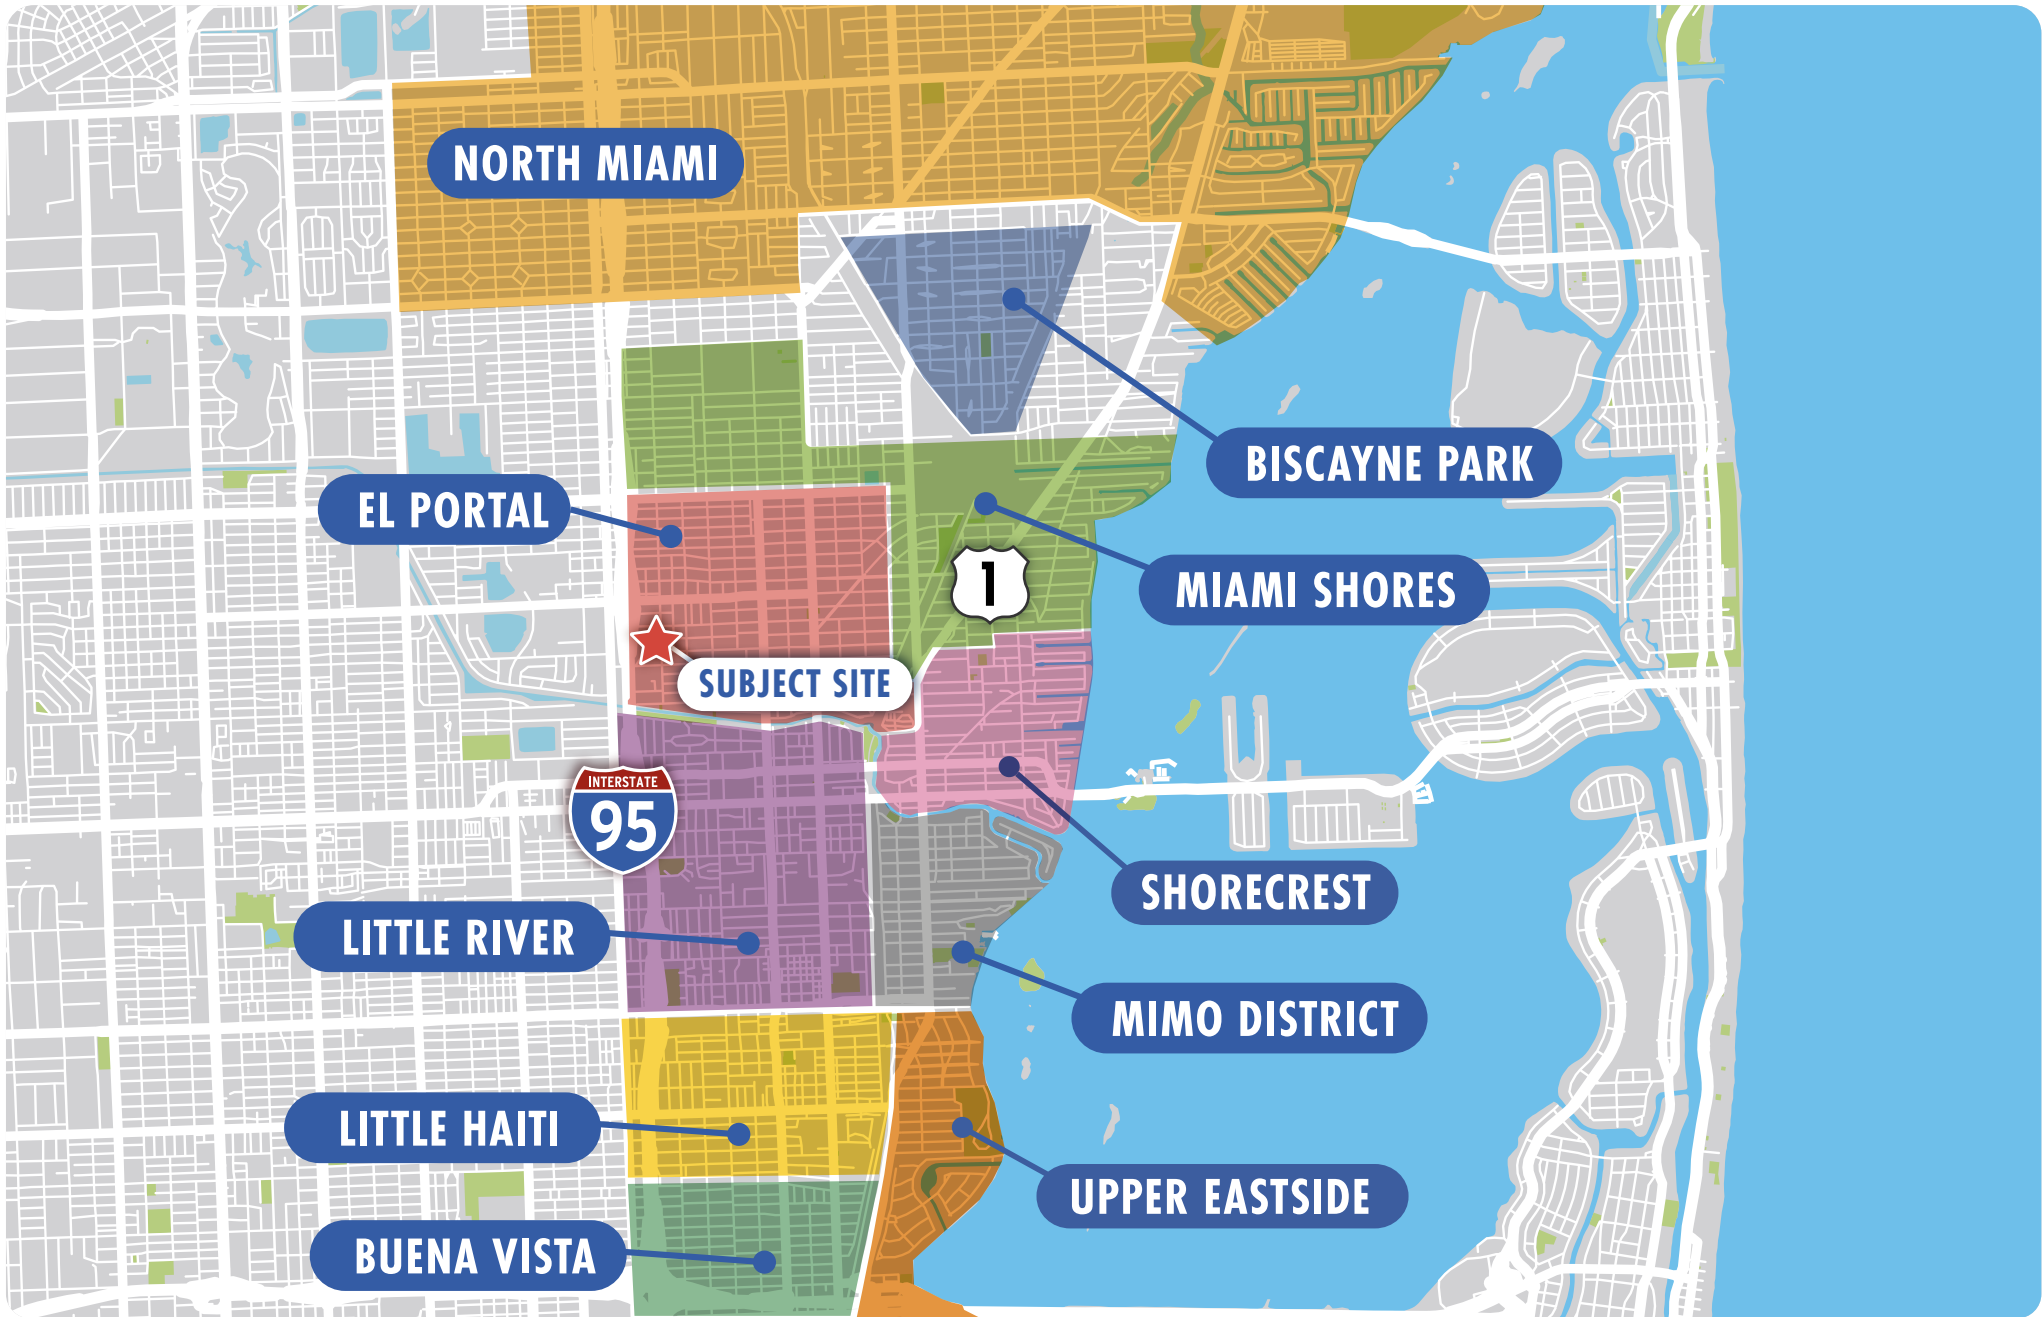 NORTH MIAMI
BISCAYNE PARK
EL PORTAL
1
MIAMI SHORES
SUBJECT SITE
INTERSTATE
95
SHORECREST
LITTLE RIVER
MIMO DISTRICT
LITTLE HAITI
UPPER EASTSIDE
BUENA VISTA